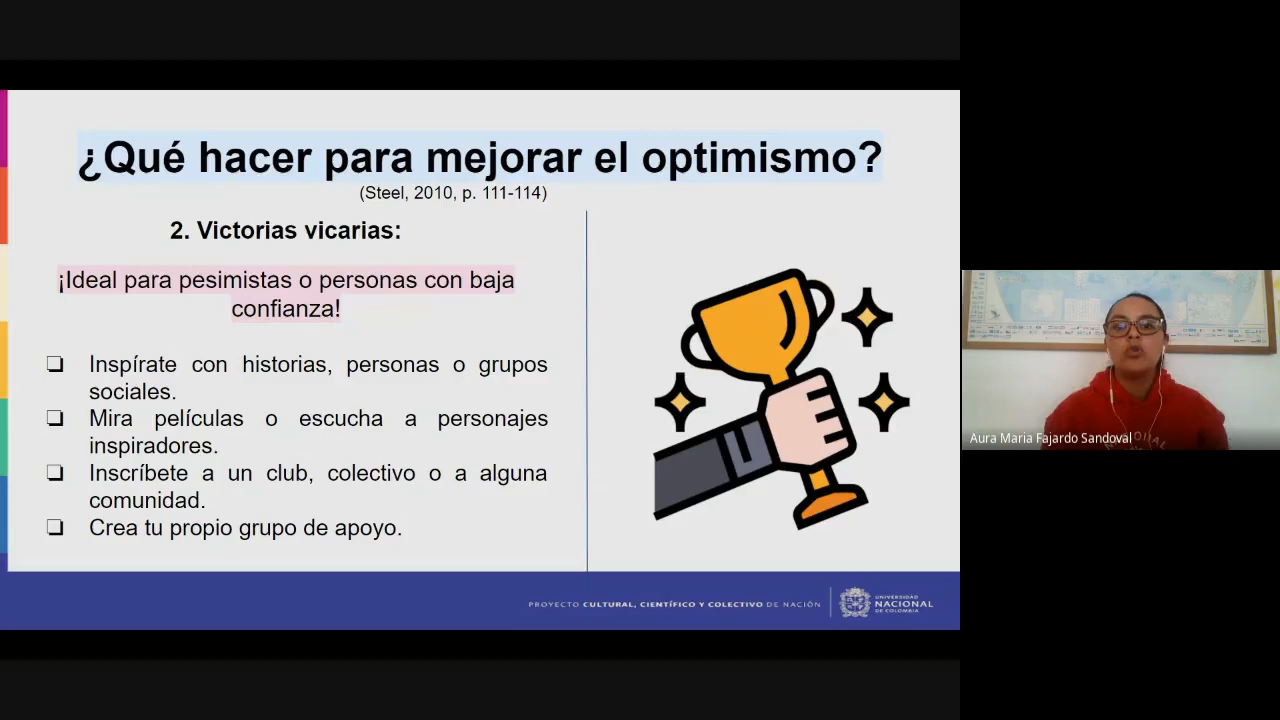 ¿Qué hacer para mejorar el optimismo?
(Steel, 2010, p. 111-114)
2. Victorias vicarias:
¡Ideal para pesimistas o personas con baja
confianza!
❏ Inspírate con historias, personas o grupos
sociales.
❏ Mira películas o escucha a personajes
inspiradores.
❏ Inscríbete a un club, colectivo o a alguna
comunidad.
❏ Crea tu propio grupo de apoyo.
PROYECTO CULTURAL, CIENTÍFICO Y COLECTIVO DE NACIÓN
UNIVERSIDAD
NACIONAL
DE COLOMBIA
Aura Maria Fajardo Sandoval